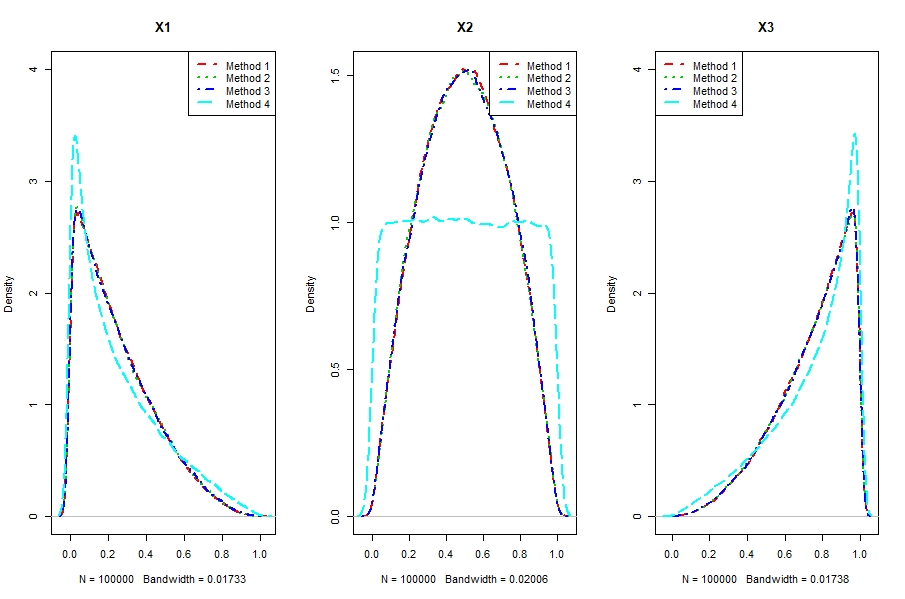 X1
Density
4
3
2
1
0
Method 1
Method 2
Method 3
Method 4
0.0 0.2 0.4 0.6 0.8 1.0
N = 100000 Bandwidth = 0.01733
X2
Density
1.5
1.0
0.5
0.0
Method 1
Method 2
Method 3
Method 4
0.0 0.2 0.4 0.6 0.8 1.0
N = 100000 Bandwidth = 0.02006
X3
Density
4
3
2
1
0
Method 1
Method 2
Method 3
Method 4
0.0 0.2 0.4 0.6 0.8 1.0
N = 100000 Bandwidth = 0.01738